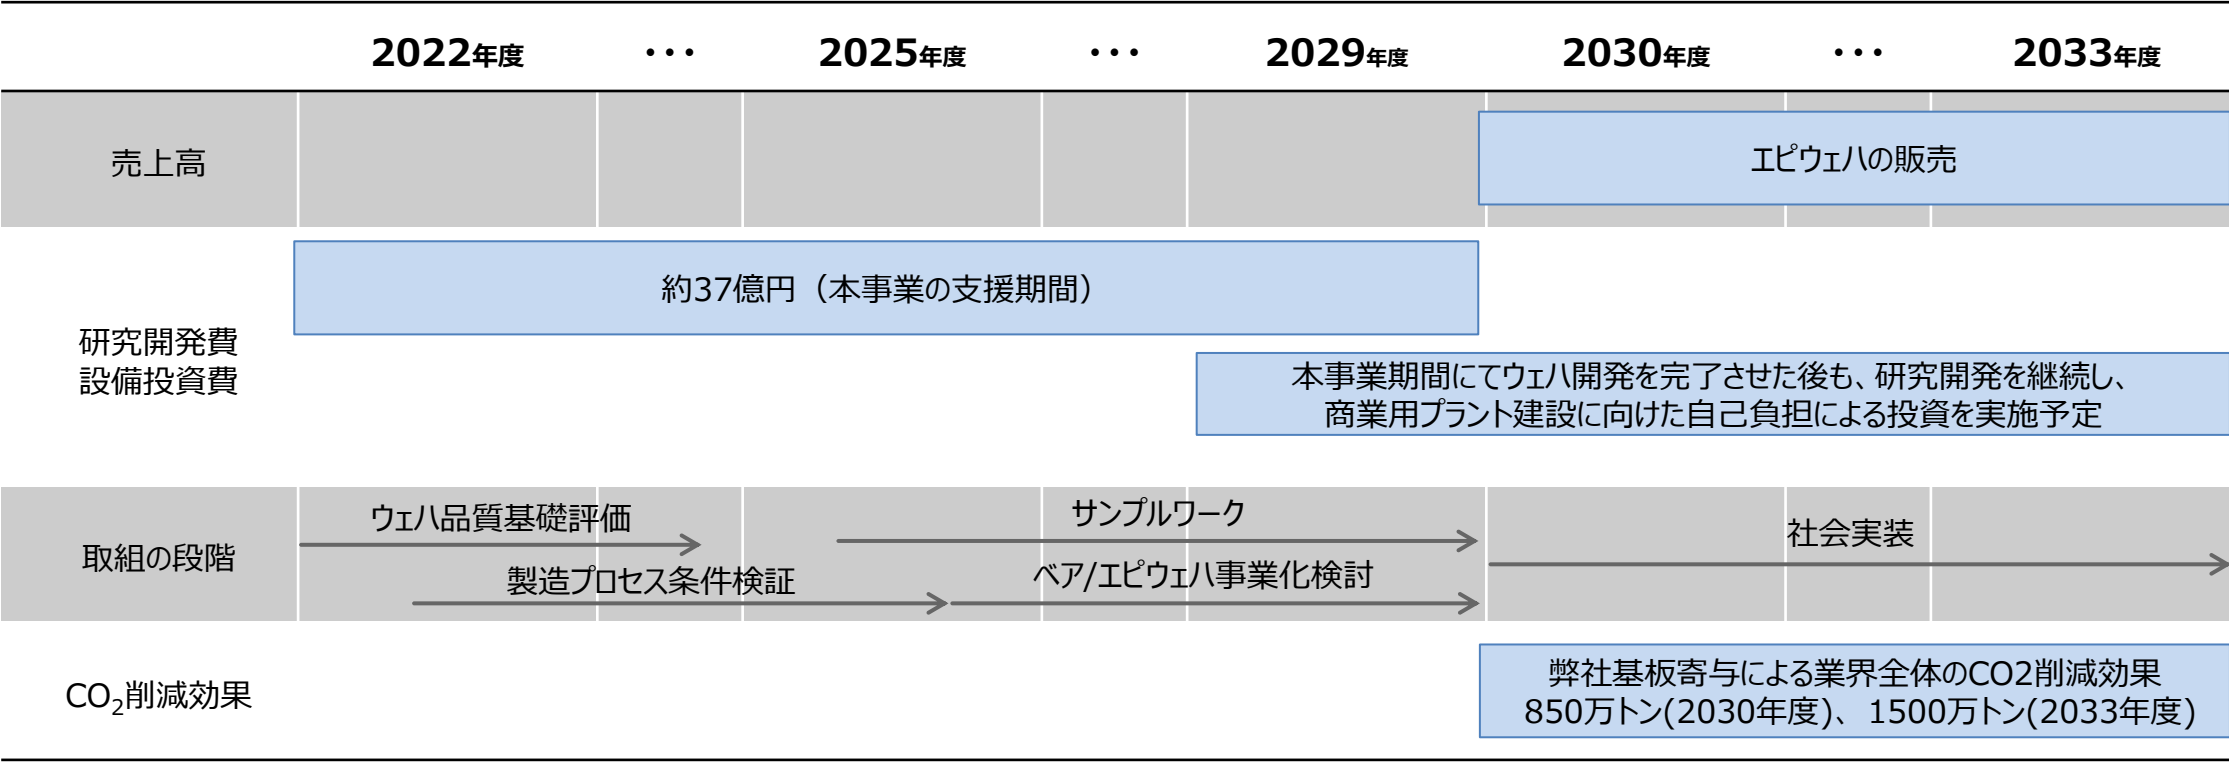 2022年度 ・・・ 2025年度 ・・・ 2029年度 2030年度 ・・・ 2033年度
売上高
エピウェハの販売
研究開発費
設備投資費
約37億円（本事業の支援期間）
本事業期間にてウェハ開発を完了させた後も、研究開発を継続し、
商業用プラント建設に向けた自己負担による投資を実施予定
取組の段階
ウェハ品質基礎評価
サンプルワーク
社会実装
製造プロセス条件検証
ベア/エピウェハ事業化検討
CO₂削減効果
弊社基板寄与による業界全体のCO2削減効果
850万トン(2030年度)、1500万トン(2033年度)